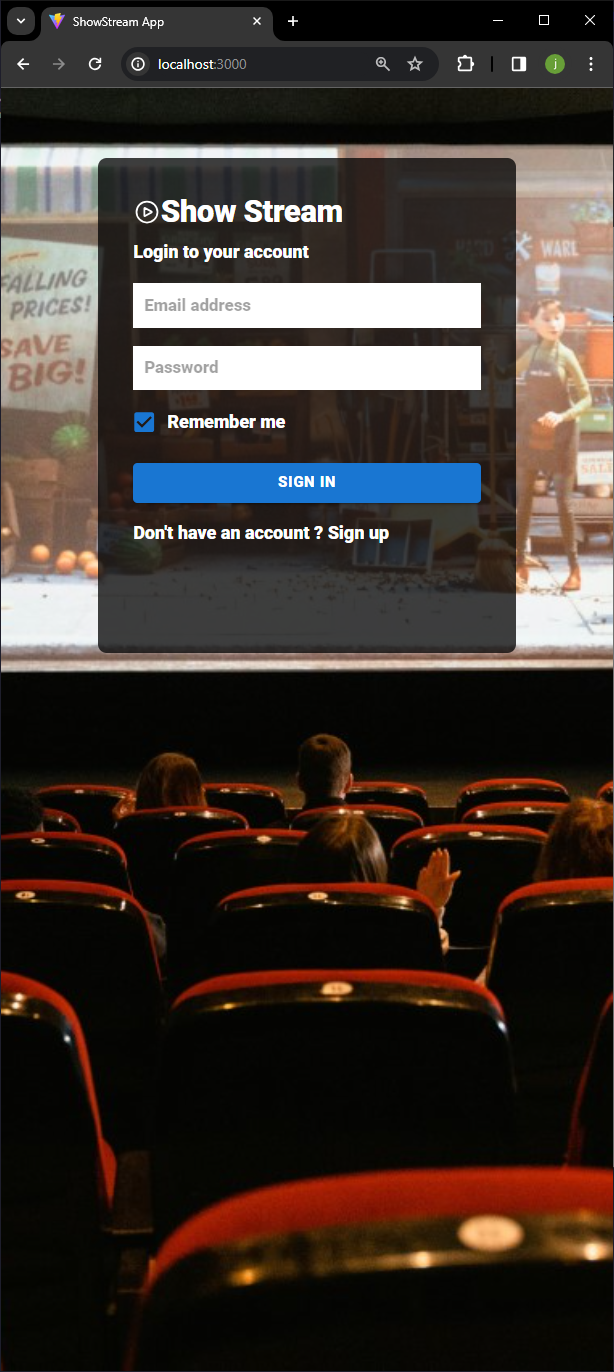 ShowStream App
localhost:3000
j
Show Stream
Login to your account
Email address
Password
Remember me
SIGN IN
Don't have an account ? Sign up
FALLING
PRICES!
SAVE
BIG!
WARE